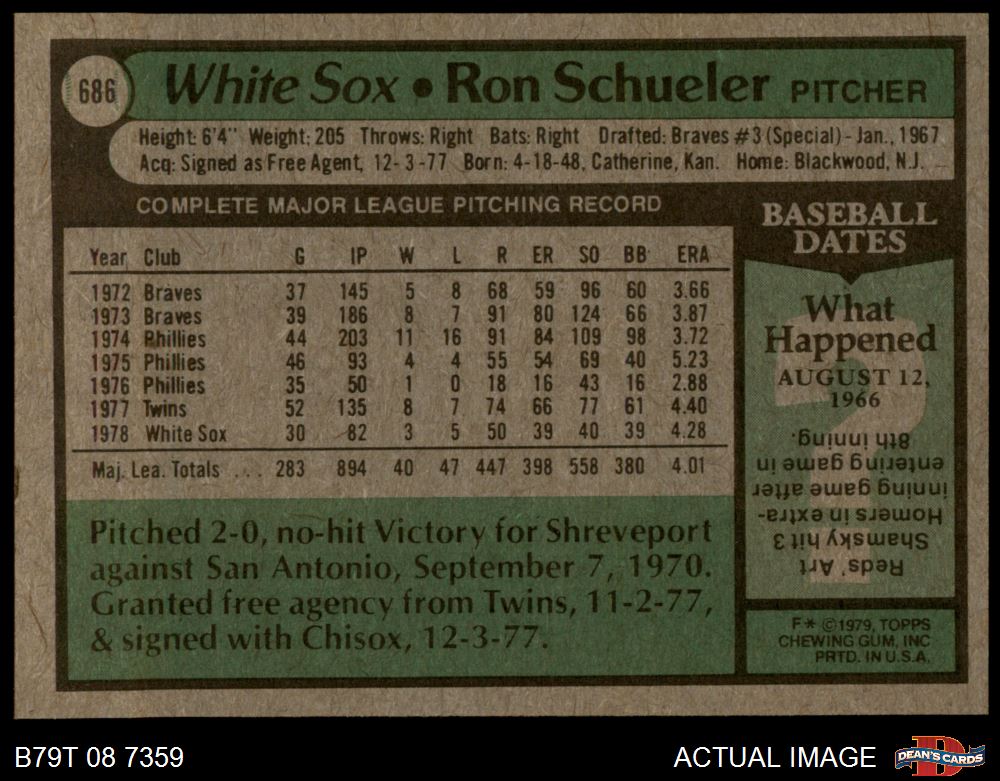 686
White Sox • Ron Schueler PITCHER
Height: 6'4" Weight: 205 Throws: Right Bats: Right Drafted: Braves #3 (Special) - Jan., 1967
Acq: Signed as Free Agent, 12-3-77 Born: 4-18-48, Catherine, Kan. Home: Blackwood, N.J.
COMPLETE MAJOR LEAGUE PITCHING RECORD
Year Club G IP W L R ER SO BB ERA
1972 Braves 37 145 5 8 68 59 96 60 3.66
1973 Braves 39 186 8 7 91 80 124 66 3.87
1974 Phillies 44 203 11 16 91 84 109 98 3.72
1975 Phillies 46 93 4 4 55 54 69 40 5.23
1976 Phillies 35 50 1 0 18 16 43 16 2.88
1977 Twins 52 135 8 7 74 66 77 61 4.40
1978 White Sox 30 82 3 5 50 39 40 39 4.28
Maj. Lea. Totals . . . 283 894 40 47 447 398 558 380 4.01
Pitched 2-0, no-hit Victory for Shreveport
against San Antonio, September 7, 1970.
Granted free agency from Twins, 11-2-77,
& signed with Chisox, 12-3-77.
BASEBALL
DATES
What
Happened
AUGUST 12,
1966
Reds' Art
Shamsky hit 3
Homers in extra-
inning game after
entering game in
8th inning.
F* ©1979, TOPPS
CHEWING GUM, INC
PRTD. IN U.S.A.
B79T 08 7359
ACTUAL IMAGE
D
DEAN'S CARDS